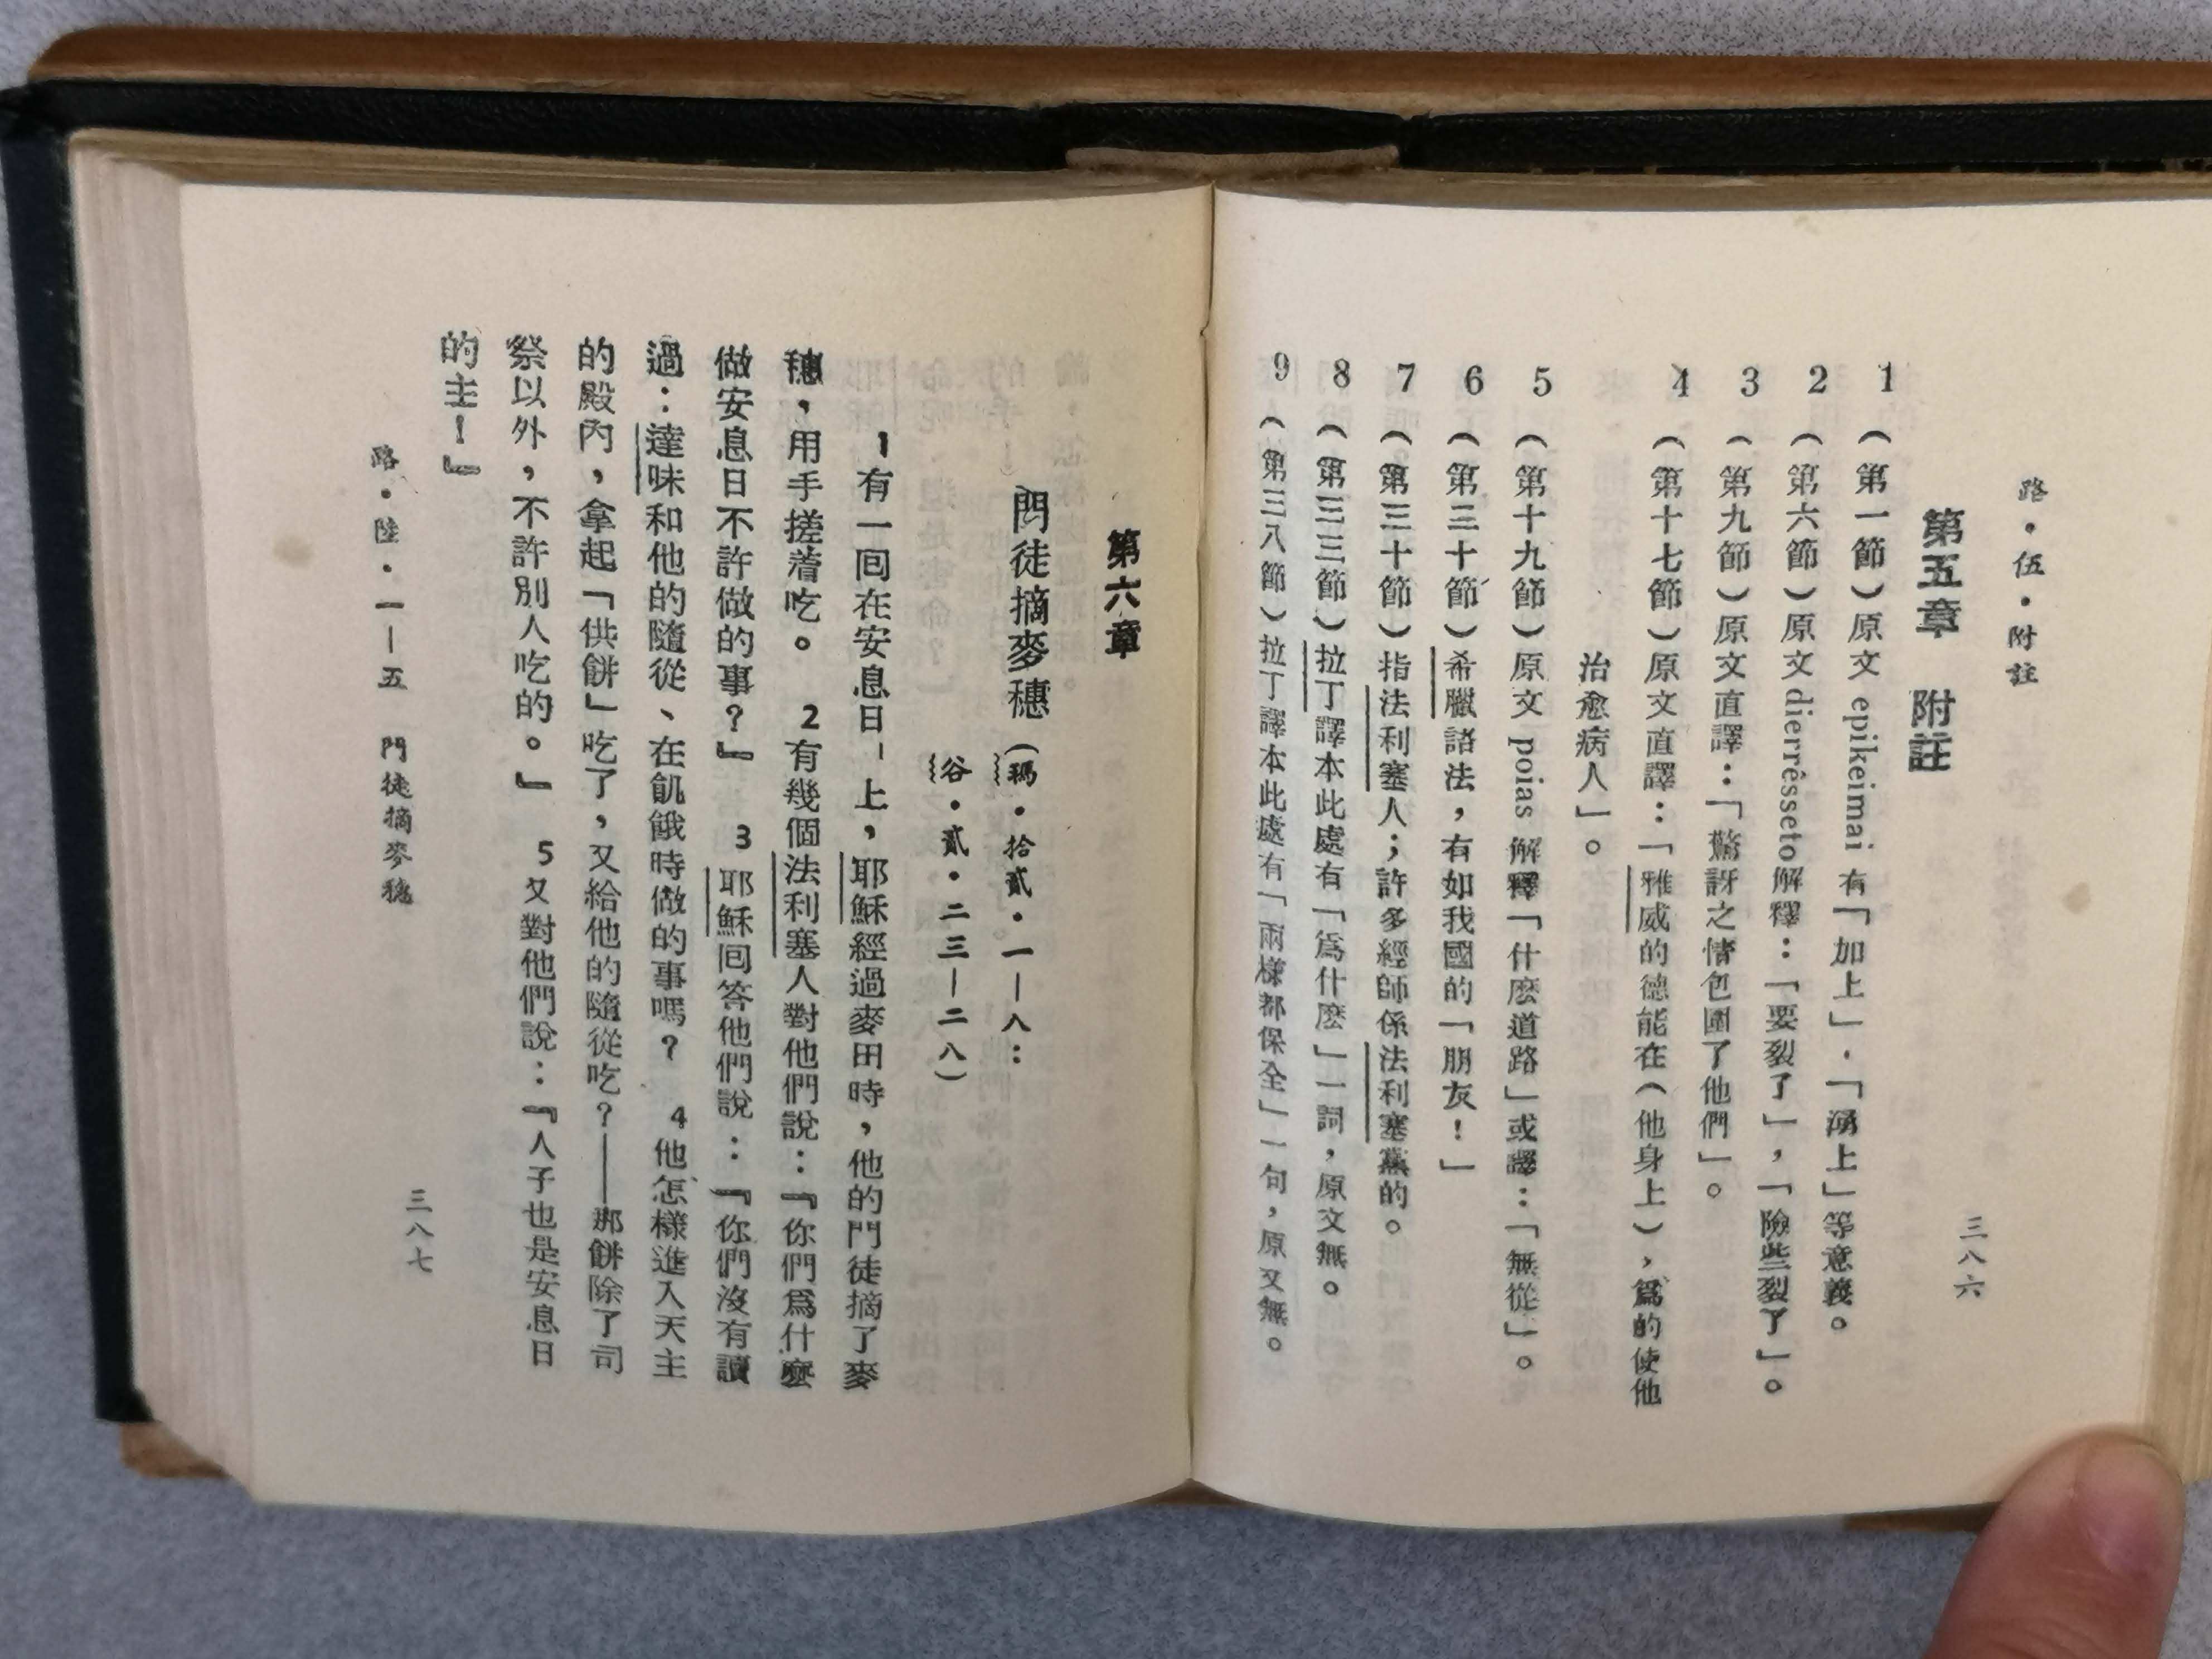 路・伍・附註
三八六
第五章　附註
1（第一節）原文 epikeimai 有「加上」・「湧上」等意義。
2（第六節）原文 dierrêsseto 解釋：「要裂了」，「險些裂了」。
3（第九節）原文直譯：「驚訝之情包圍了他們」。
4（第十七節）原文直譯：「雅威的德能在（他身上），爲的使他
治愈病人」。
5（第十九節）原文 poias 解釋「什麽道路」或譯：「無從」。
6（第三十節）希臘語法，有如我國的「朋友！」
7（第三十節）指法利塞人；許多經師係法利塞黨的。
8（第三三節）拉丁譯本此處有「爲什麽」一詞，原文無。
9（第三八節）拉丁譯本此處有「兩樣都保全」一句，原文無。
第六章
門徒摘麥穗（瑪・拾貳・一—八：
谷・貳・二三—二八）
1有一囘在安息日ˉ上，耶穌經過麥田時，他的門徒摘了麥
穗，用手搓着吃。　2有幾個法利塞人對他們說：『你們爲什麽
做安息日不許做的事？』　3耶穌囘答他們說：『你們沒有讀
過：達味和他的隨從、在飢餓時做的事嗎？　4他怎樣進入天主
的殿內，拿起「供餅」吃了，又給他的隨從吃？——那餅除了司
祭以外，不許別人吃的。』　5又對他們說：『人子也是安息日
的主！』
路・陸・一—五　門徒摘麥穗
三八七